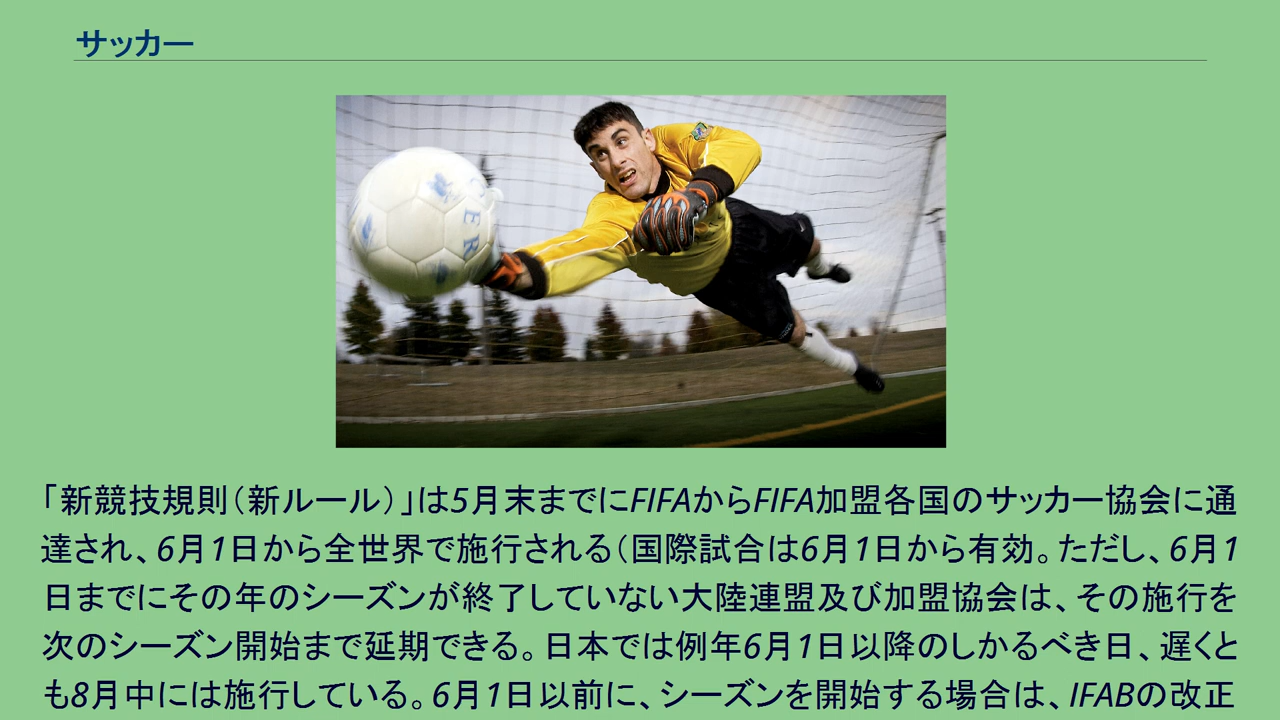 サッカー
CER
「新競技規則（新ルール）」は5月末までにFIFAからFIFA加盟各国のサッカー協会に通
達され、6月1日から全世界で施行される（国際試合は6月1日から有効。ただし、6月1
日までにその年のシーズンが終了していない大陸連盟及び加盟協会は、その施行を
次のシーズン開始まで延期できる。日本では例年6月1日以降のしかるべき日、遅くと
も8月中には施行している。6月1日以前に、シーズンを開始する場合は、IFABの改正